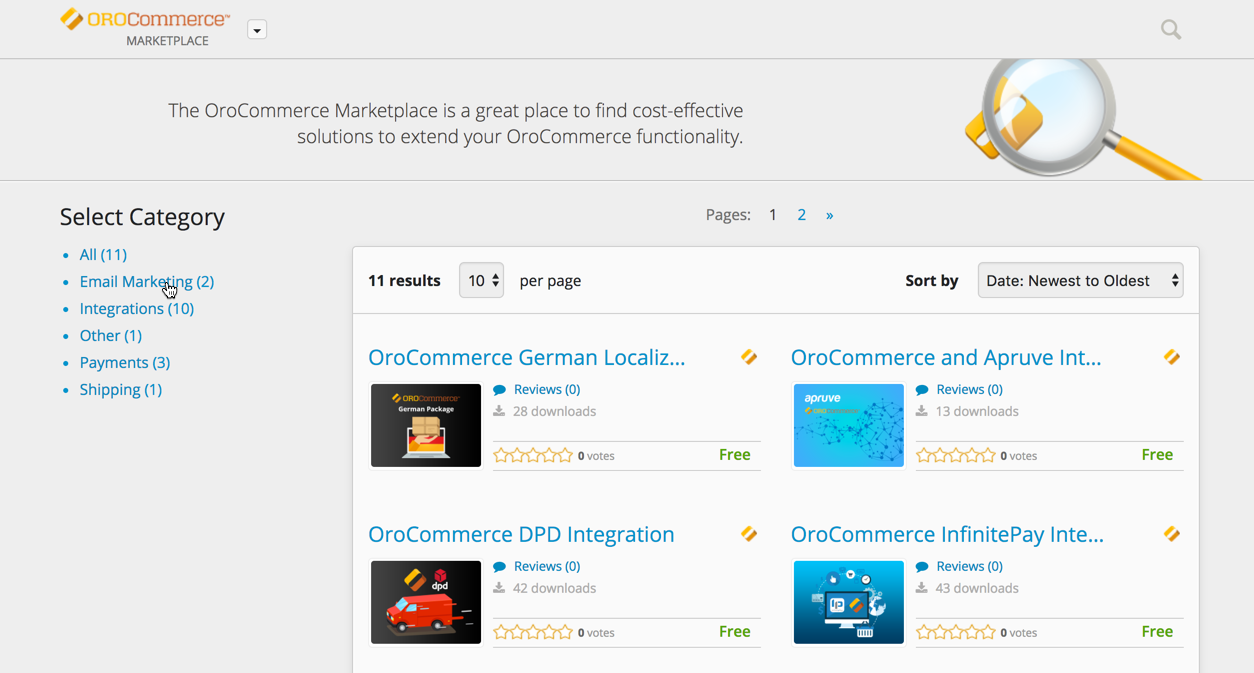 OROCommerce™
MARKETPLACE
The OroCommerce Marketplace is a great place to find cost-effective
solutions to extend your OroCommerce functionality.
Select Category
All (11)
Email Marketing (2)
Integrations (10)
Other (1)
Payments (3)
Shipping (1)
Pages: 1 2 »
11 results 10 per page Sort by Date: Newest to Oldest
OroCommerce German Localiz...
OROCommerce™
German Package
Reviews (0)
28 downloads
0 votes Free
OroCommerce and Apruve Int...
apruve
OROCommerce
Reviews (0)
13 downloads
0 votes Free
OroCommerce DPD Integration
dpd
Reviews (0)
42 downloads
0 votes Free
OroCommerce InfinitePay Inte...
Reviews (0)
43 downloads
0 votes Free